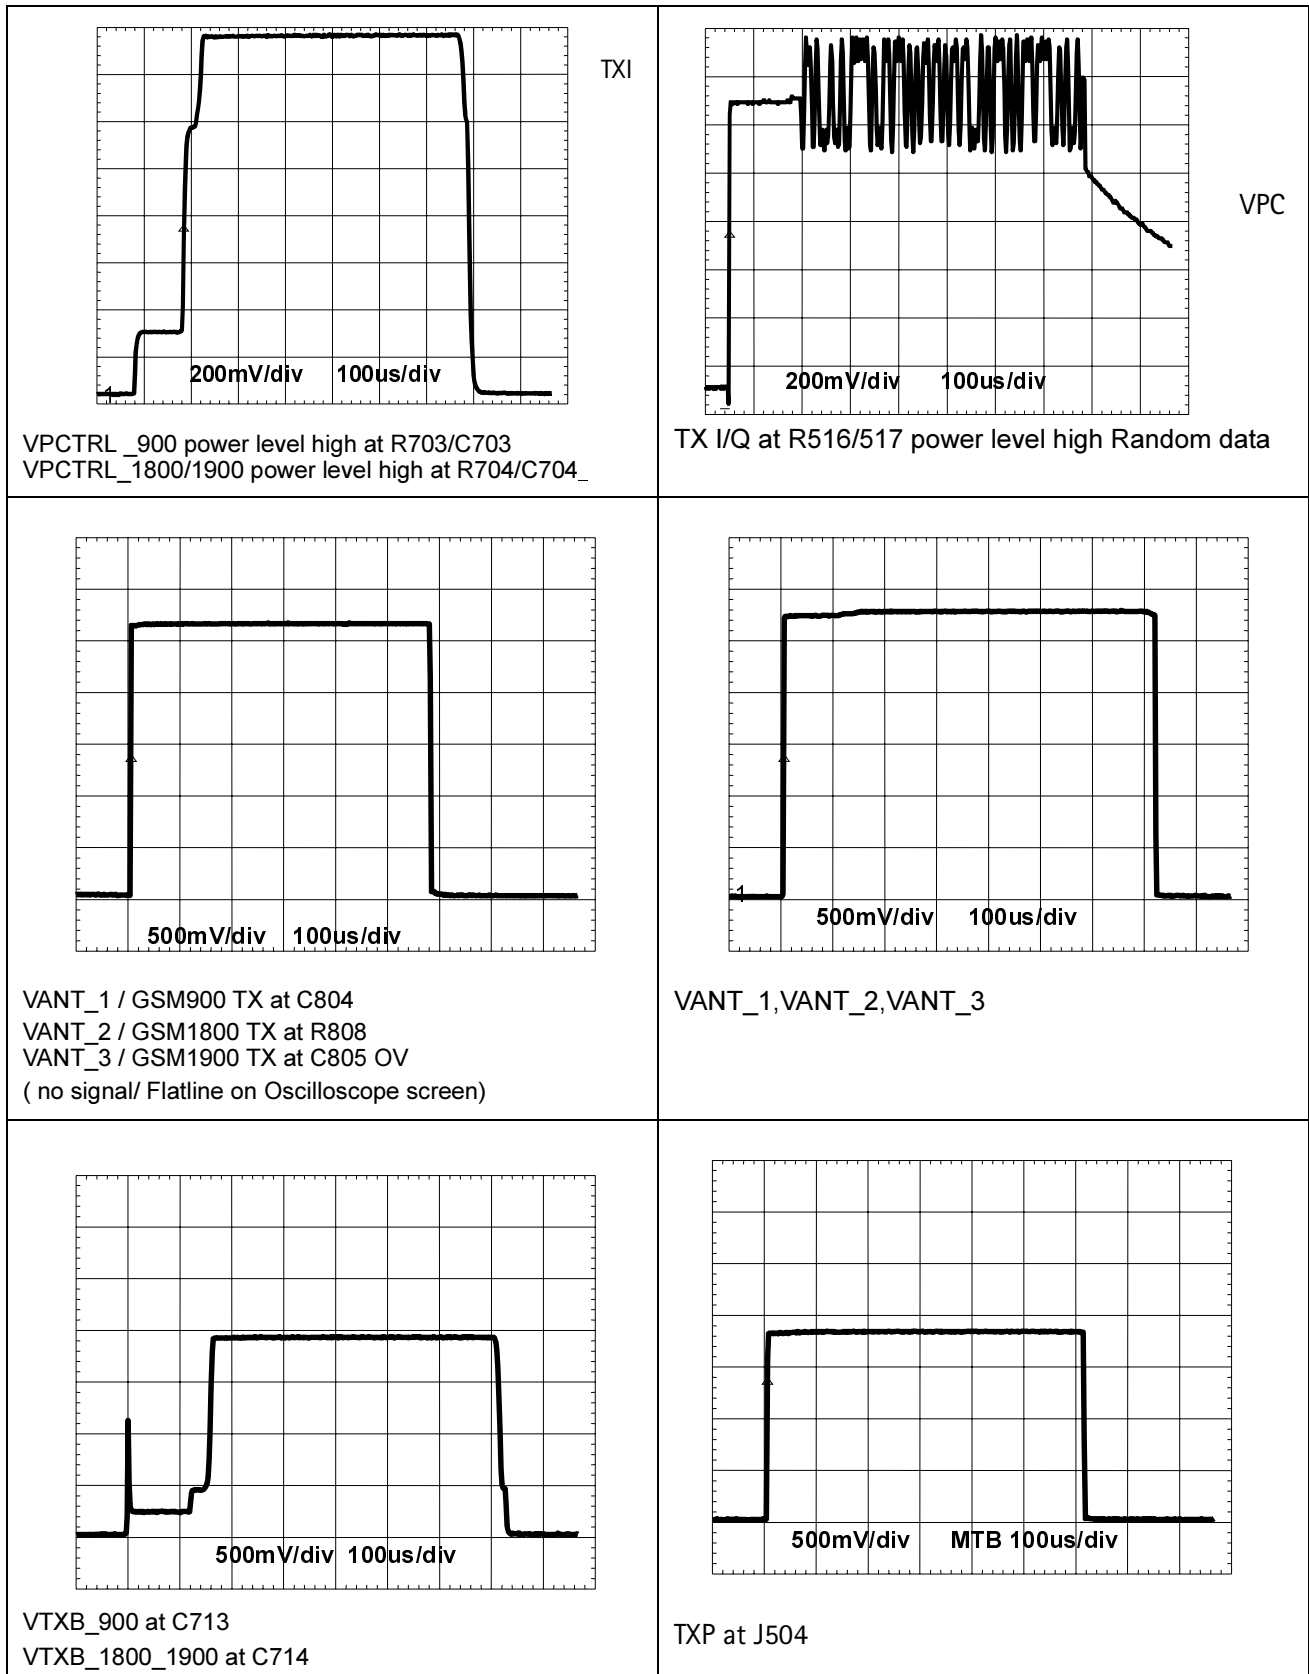 TXI
1
200mV/div 100us/div
VPCTRL _900 power level high at R703/C703
VPCTRL_1800/1900 power level high at R704/C704_
VPC
200mV/div 100us/div
TX I/Q at R516/517 power level high Random data
500mV/div 100us/div
VANT_1 / GSM900 TX at C804
VANT_2 / GSM1800 TX at R808
VANT_3 / GSM1900 TX at C805 OV
( no signal/ Flatline on Oscilloscope screen)
1
500mV/div 100us/div
VANT_1,VANT_2,VANT_3
500mV/div 100us/div
VTXB_900 at C713
VTXB_1800_1900 at C714
500mV/div MTB 100us/div
TXP at J504